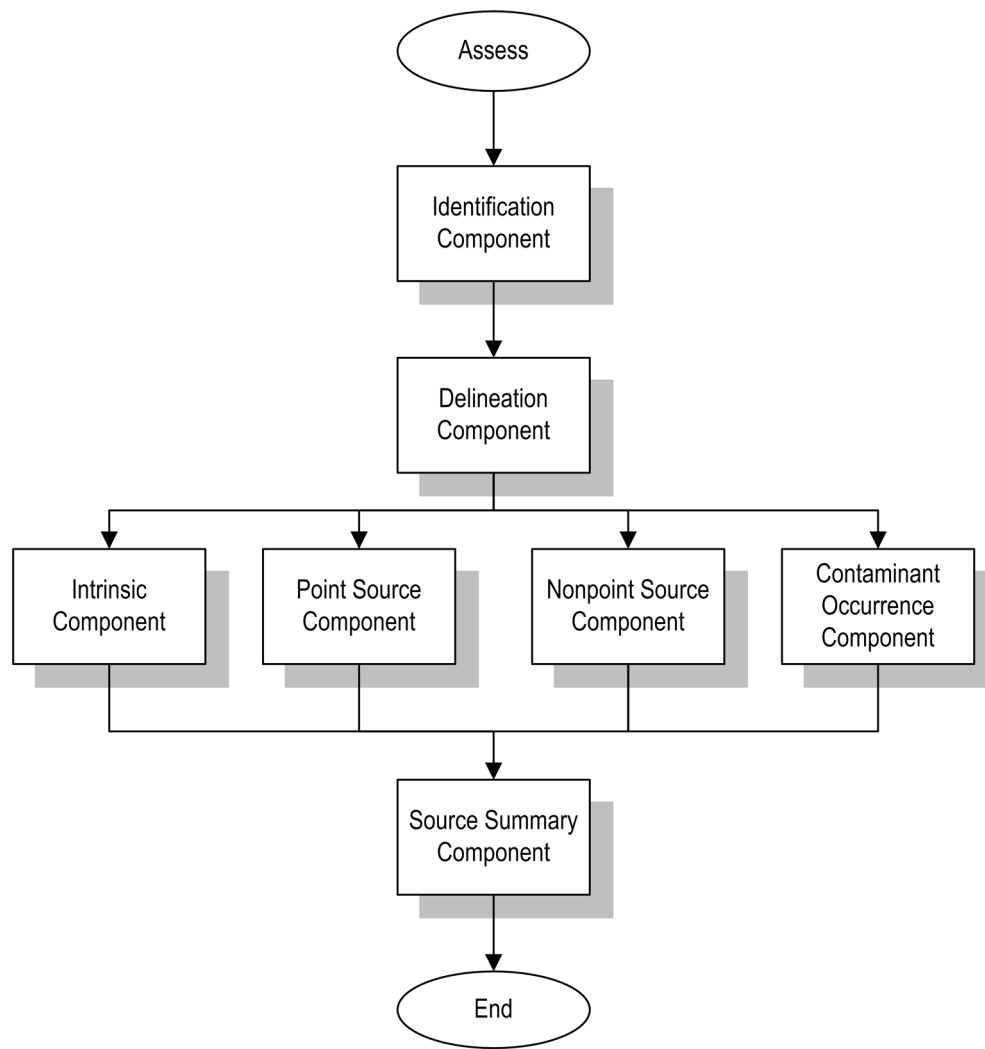 Assess
Identification
Component
Delineation
Component
Intrinsic
Component
Point Source
Component
Nonpoint Source
Component
Contaminant
Occurrence
Component
Source Summary
Component
End